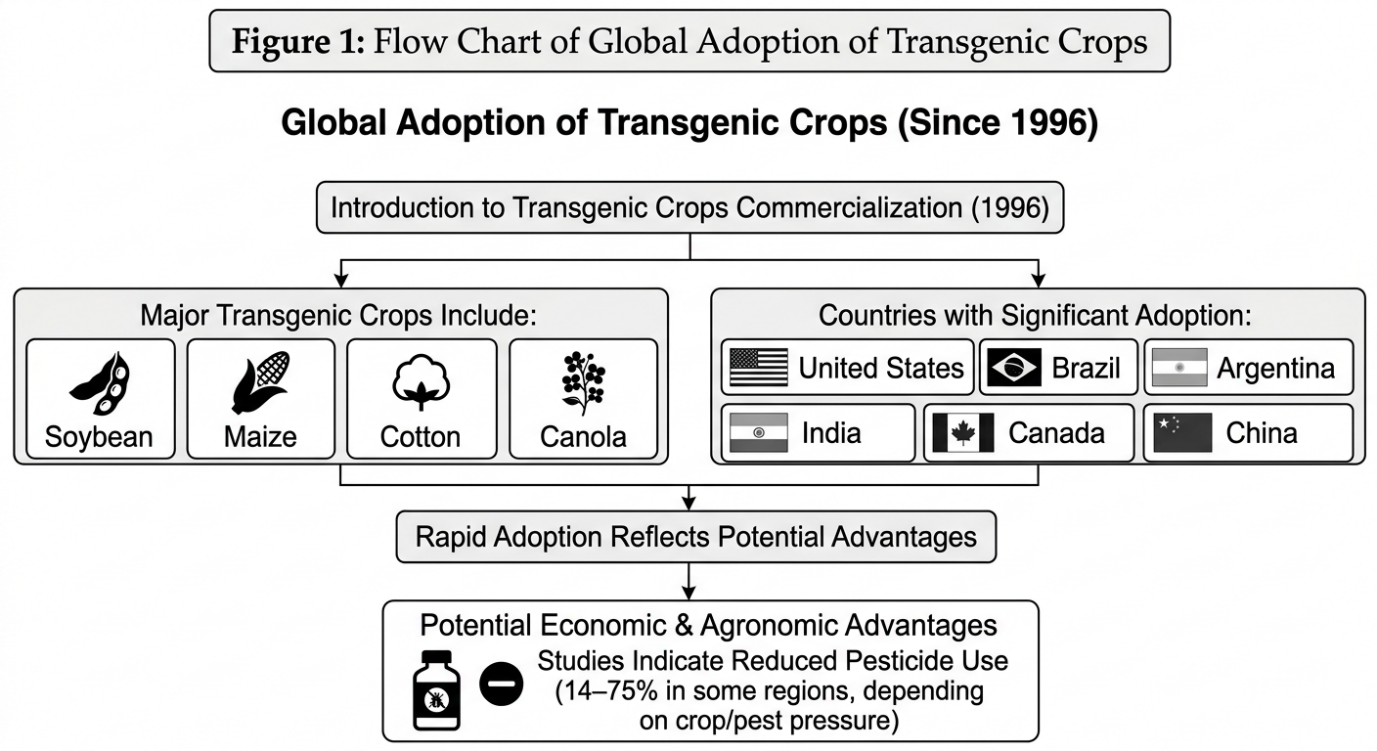 Figure 1: Flow Chart of Global Adoption of Transgenic Crops
Global Adoption of Transgenic Crops (Since 1996)
Introduction to Transgenic Crops Commercialization (1996)
Major Transgenic Crops Include:
Soybean
Maize
Cotton
Canola
Countries with Significant Adoption:
United States
Brazil
Argentina
India
Canada
China
Rapid Adoption Reflects Potential Advantages
Potential Economic & Agronomic Advantages
Studies Indicate Reduced Pesticide Use
(14–75% in some regions, depending
on crop/pest pressure)